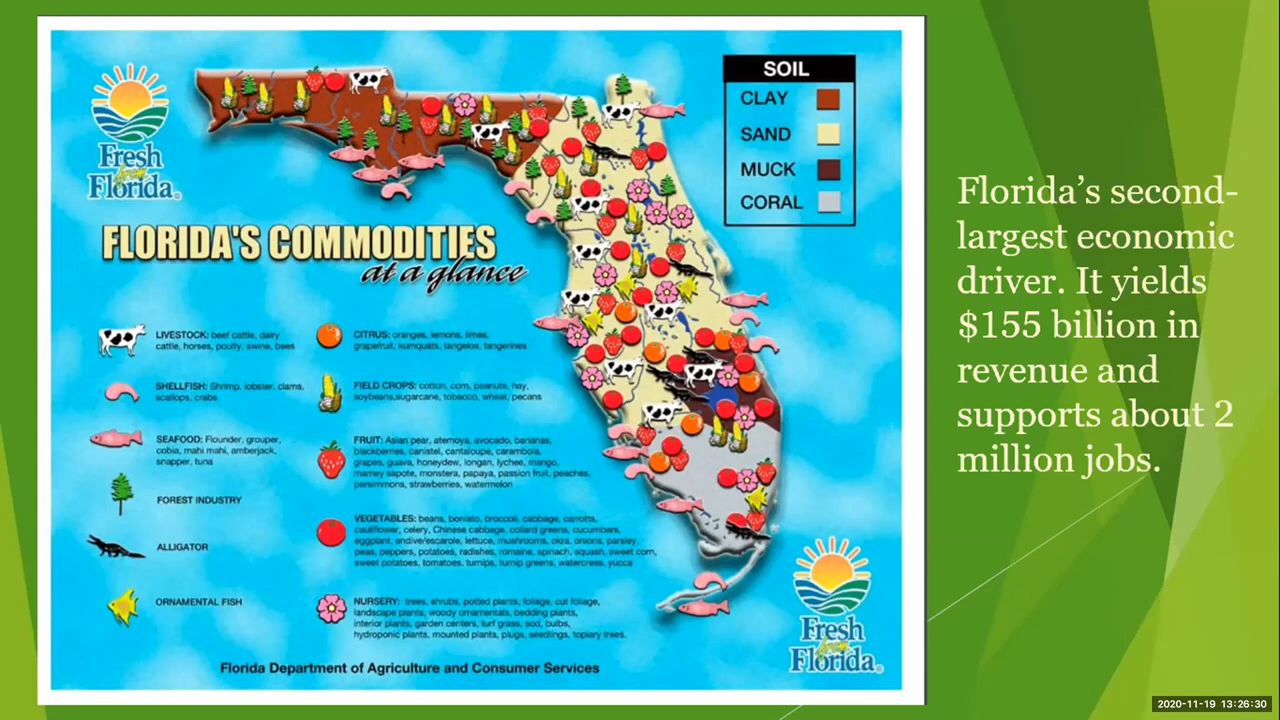 Fresh
from
Florida®
FLORIDA'S COMMODITIES
at a glance
SOIL
CLAY
SAND
MUCK
CORAL
LIVESTOCK: beef cattle, dairy
cattle, horses, poulty, swine, bees
SHELLFISH: Shrimp, lobster, clams,
scallops, crabs
SEAFOOD: Flounder, grouper,
cobia, mahi mahi, amberjack,
snapper, tuna
FOREST INDUSTRY
ALLIGATOR
ORNAMENTAL FISH
CITRUS: oranges, lemons, limes,
grapefruit, kumquats, tangelos, tangerines
FIELD CROPS: cotton, corn, peanuts, hay,
soybeans,sugarcane, tobacco, wheat, pecans
FRUIT: Asian pear, atemoya, avocado, bananas,
blackberries, canistel, cantaloupe, carambola,
grapes, guava, honeydew, longan, lychee, mango,
mamey sapote, monstera, papaya, passion fruit, peaches,
persimmons, strawberries, watermelon
VEGETABLES: beans, boniato, broccoli, cabbage, carrotts,
cauliflower, celery, Chinese cabbage, collard greens, cucumbers,
eggplant, endive/escarole, lettuce, mushrooms, okra, onions, parsley,
peas, peppers, potatoes, radishes, romaine, spinach, squash, sweet corn,
sweet potatoes, tomatoes, turnips, turnip greens, watercress, yucca
NURSERY: trees, shrubs, potted plants, foliage, cut foliage,
landscape plants, woody ornamentals, bedding plants,
interior plants, garden centers, turf grass, sod, bulbs,
hydroponic plants, mounted plants, plugs, seedlings, topiary trees.
Florida Department of Agriculture and Consumer Services
Fresh
from
Florida®
Florida's second-
largest economic
driver. It yields
$155 billion in
revenue and
supports about 2
million jobs.
2020-11-19 13:26:30